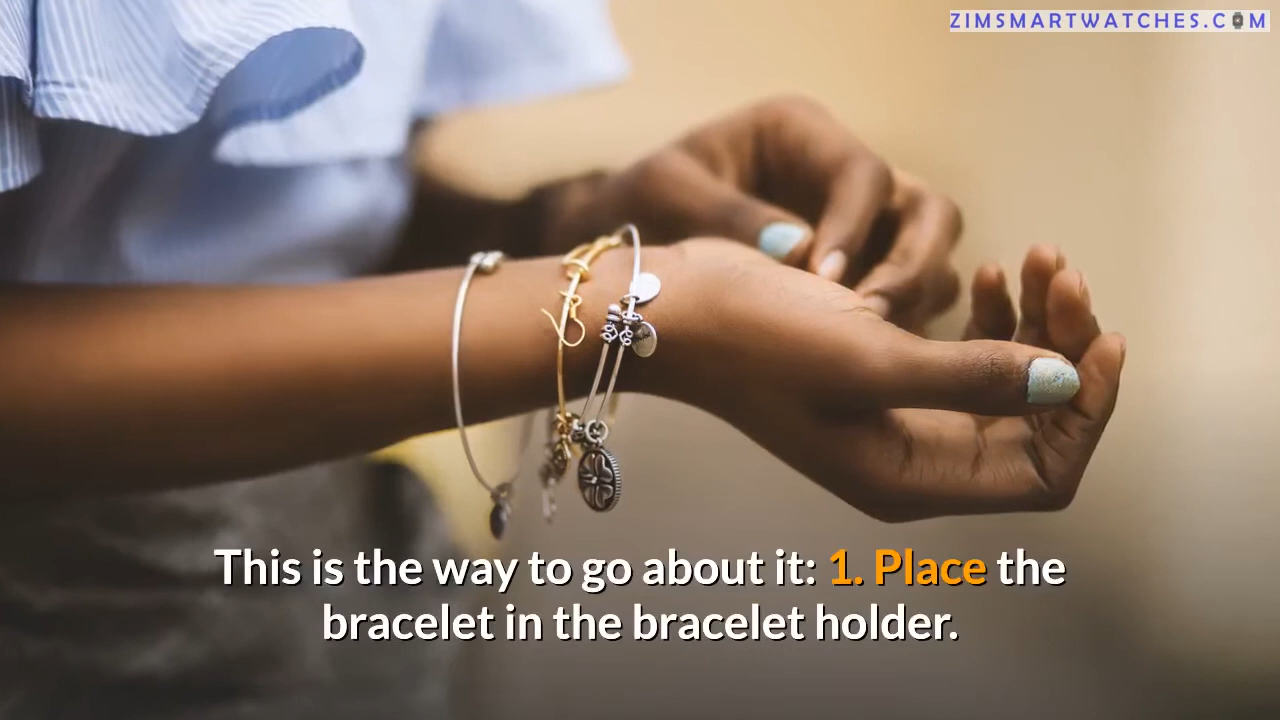 ZIMSMARTWATCHES.COM
This is the way to go about it: 1. Place the
bracelet in the bracelet holder.